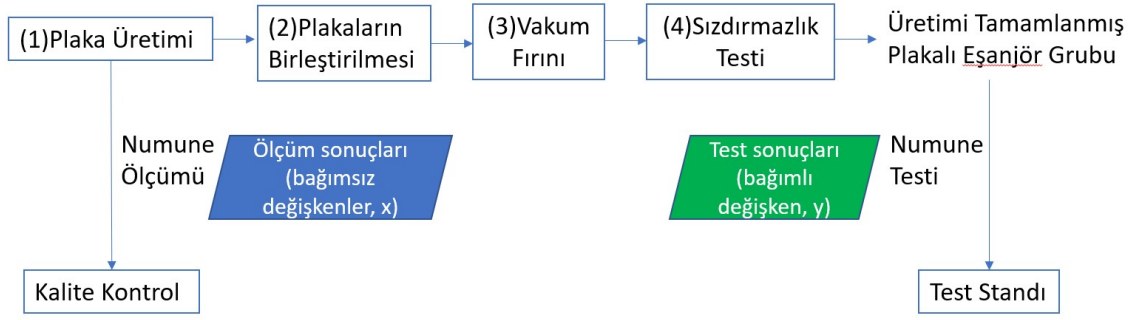 (1)Plaka Üretimi
(2)Plakaların
Birleştirilmesi
(3)Vakum
Fırını
(4)Sızdırmazlık
Testi
Üretimi Tamamlanmış
Plakalı Eşanjör Grubu
Numune
Ölçümü
Ölçüm sonuçları
(bağımsız
değişkenler, x)
Test sonuçları
(bağımlı
değişken, y)
Numune
Testi
Kalite Kontrol
Test Standı